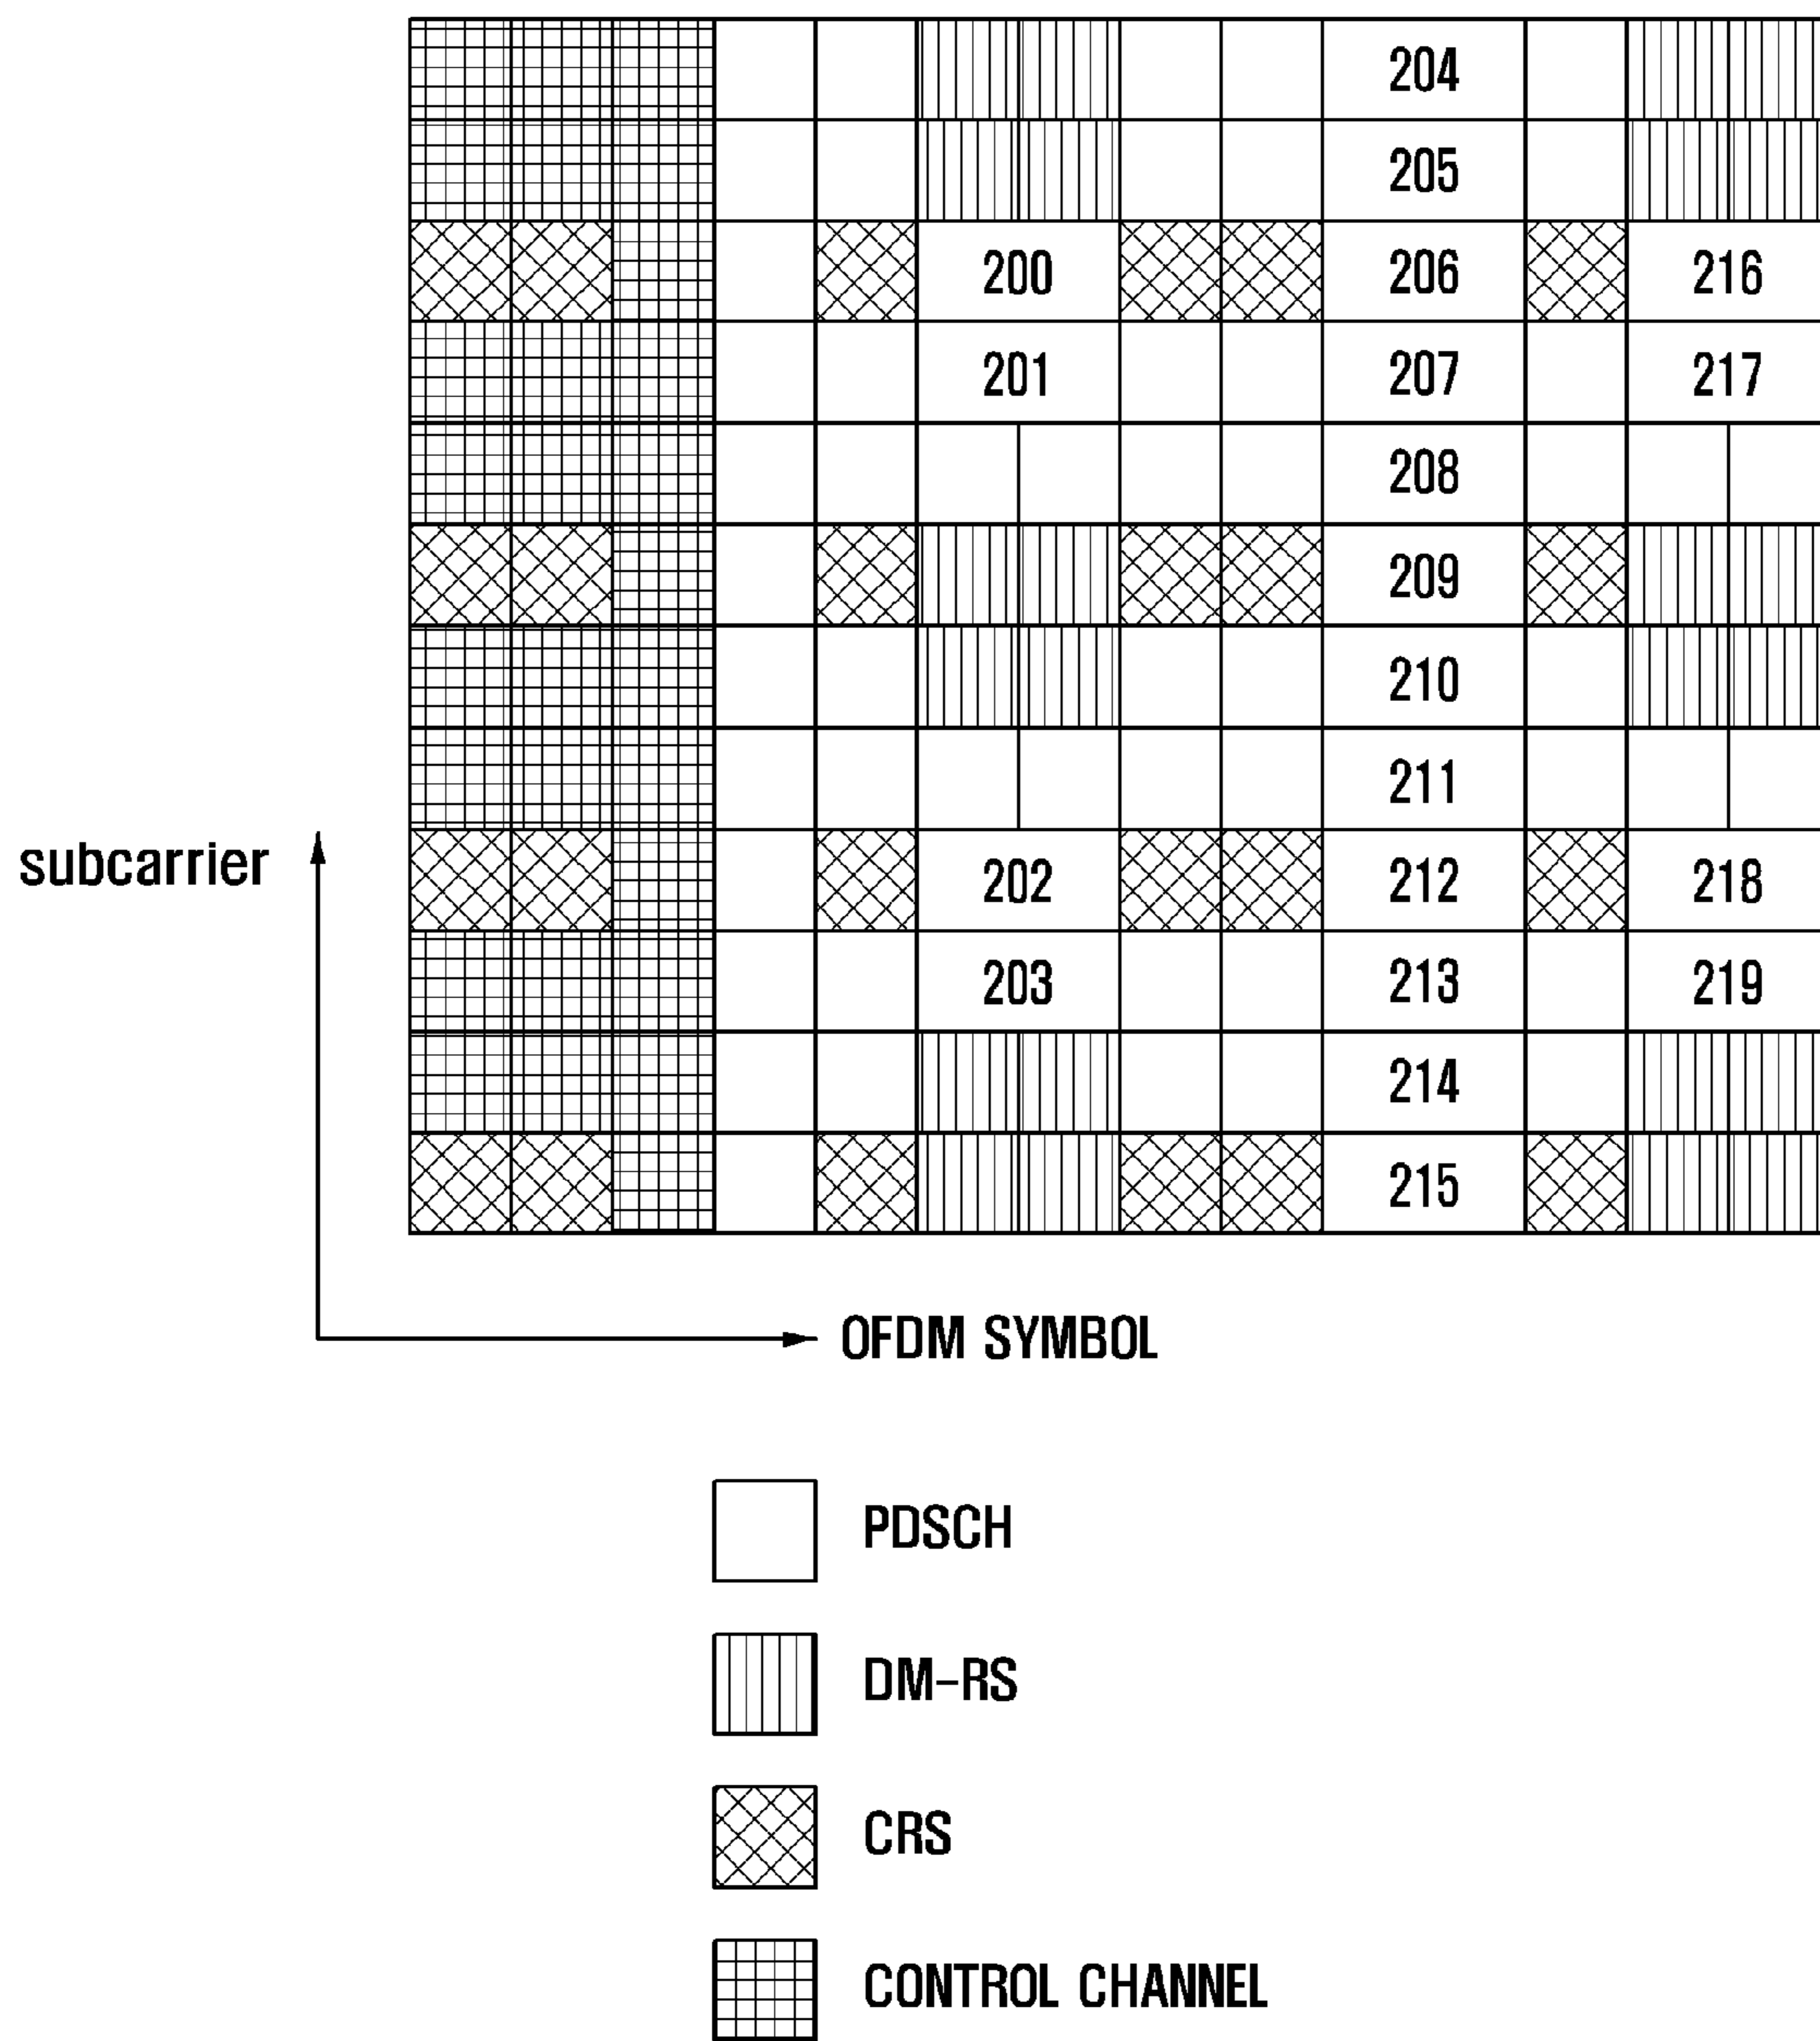 204
205
200 206 216
201 207 217
208
209
210
211
subcarrier 202 212 218
203 213 219
214
215
OFDM SYMBOL
PDSCH
DM-RS
CRS
CONTROL CHANNEL